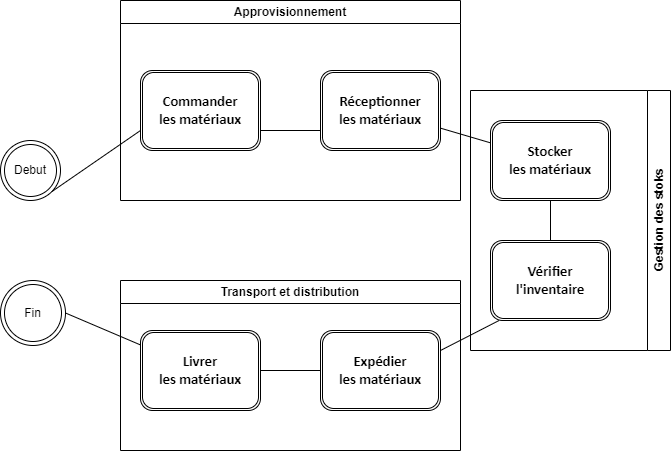 Approvisionnement
Commander
les matériaux
Réceptionner
les matériaux
Debut
Stocker
les matériaux
Gestion des stoks
Vérifier
l'inventaire
Transport et distribution
Fin
Livrer
les matériaux
Expédier
les matériaux